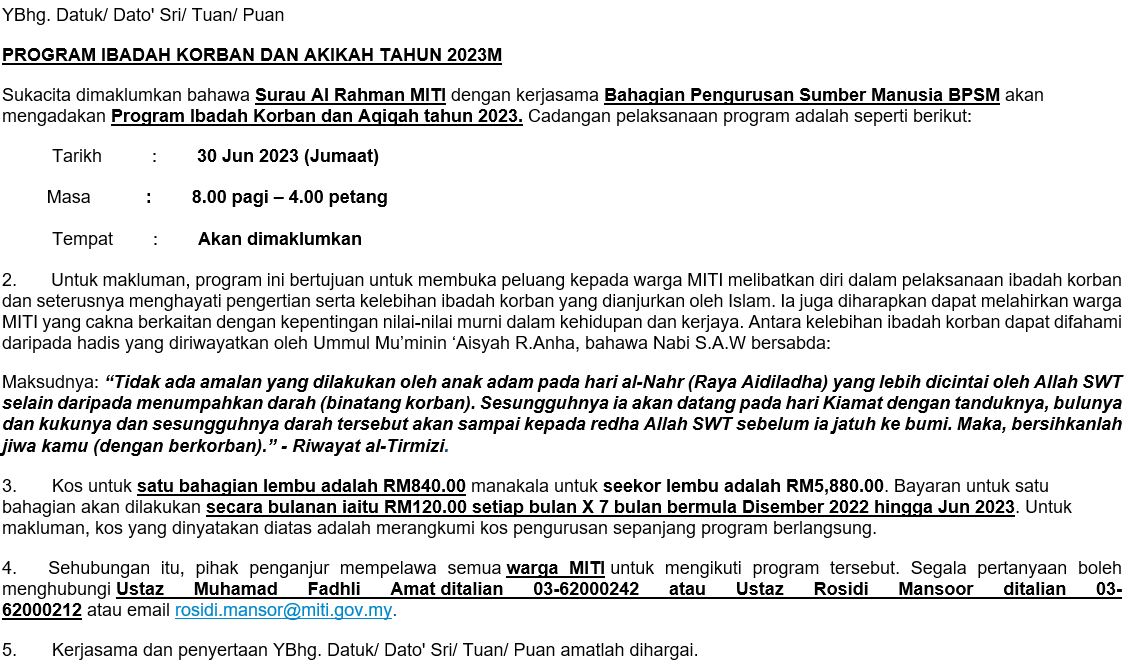 YBhg. Datuk/ Dato' Sri/ Tuan/ Puan
PROGRAM IBADAH KORBAN DAN AKIKAH TAHUN 2023M
Sukacita dimaklumkan bahawa Surau Al Rahman MITI dengan kerjasama Bahagian Pengurusan Sumber Manusia BPSM akan
mengadakan Program Ibadah Korban dan Aqiqah tahun 2023. Cadangan pelaksanaan program adalah seperti berikut:
Tarikh : 30 Jun 2023 (Jumaat)
Masa : 8.00 pagi – 4.00 petang
Tempat : Akan dimaklumkan
2. Untuk makluman, program ini bertujuan untuk membuka peluang kepada warga MITI melibatkan diri dalam pelaksanaan ibadah korban
dan seterusnya menghayati pengertian serta kelebihan ibadah korban yang dianjurkan oleh Islam. Ia juga diharapkan dapat melahirkan warga
MITI yang cakna berkaitan dengan kepentingan nilai-nilai murni dalam kehidupan dan kerjaya. Antara kelebihan ibadah korban dapat difahami
daripada hadis yang diriwayatkan oleh Ummul Mu’minin ‘Aisyah R.Anha, bahawa Nabi S.A.W bersabda:
Maksudnya: “Tidak ada amalan yang dilakukan oleh anak adam pada hari al-Nahr (Raya Aidiladha) yang lebih dicintai oleh Allah SWT
selain daripada menumpahkan darah (binatang korban). Sesungguhnya ia akan datang pada hari Kiamat dengan tanduknya, bulunya
dan kukunya dan sesungguhnya darah tersebut akan sampai kepada redha Allah SWT sebelum ia jatuh ke bumi. Maka, bersihkanlah
jiwa kamu (dengan berkorban).” - Riwayat al-Tirmizi.
3. Kos untuk satu bahagian lembu adalah RM840.00 manakala untuk seekor lembu adalah RM5,880.00. Bayaran untuk satu
bahagian akan dilakukan secara bulanan iaitu RM120.00 setiap bulan X 7 bulan bermula Disember 2022 hingga Jun 2023. Untuk
makluman, kos yang dinyatakan diatas adalah merangkumi kos pengurusan sepanjang program berlangsung.
4. Sehubungan itu, pihak penganjur mempelawa semua warga MITI untuk mengikuti program tersebut. Segala pertanyaan boleh
menghubungi Ustaz Muhamad Fadhli Amat ditalian 03-62000242 atau Ustaz Rosidi Mansoor ditalian 03-
62000212 atau email rosidi.mansor@miti.gov.my.
5. Kerjasama dan penyertaan YBhg. Datuk/ Dato' Sri/ Tuan/ Puan amatlah dihargai.